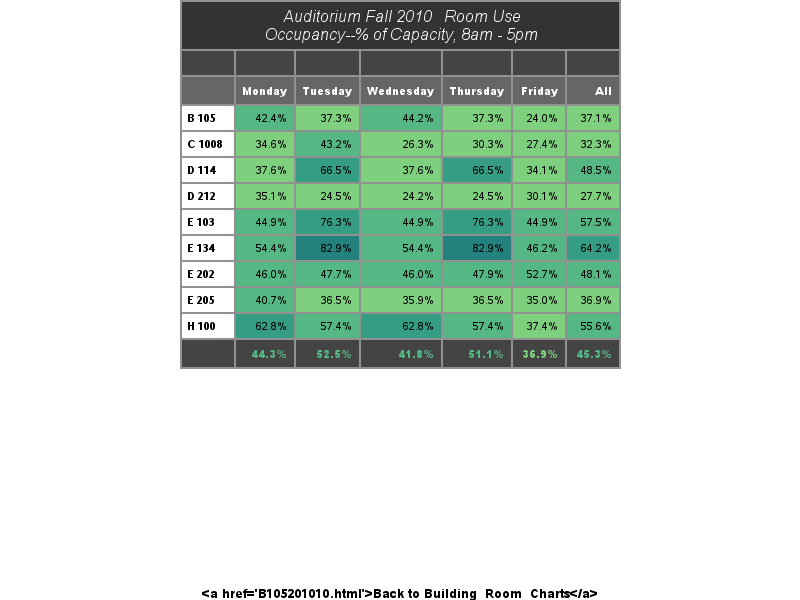 Auditorium Fall 2010 Room Use
Occupancy--% of Capacity, 8am - 5pm
Monday Tuesday Wednesday Thursday Friday All
B 105 42.4% 37.3% 44.2% 37.3% 24.0% 37.1%
C 1008 34.6% 43.2% 26.3% 30.3% 27.4% 32.3%
D 114 37.6% 66.5% 37.6% 66.5% 34.1% 48.5%
D 212 35.1% 24.5% 24.2% 24.5% 30.1% 27.7%
E 103 44.9% 76.3% 44.9% 76.3% 44.9% 57.5%
E 134 54.4% 82.9% 54.4% 82.9% 46.2% 64.2%
E 202 46.0% 47.7% 46.0% 47.9% 52.7% 48.1%
E 205 40.7% 36.5% 35.9% 36.5% 35.0% 36.9%
H 100 62.8% 57.4% 62.8% 57.4% 37.4% 55.6%
44.3% 52.5% 41.8% 51.1% 36.9% 45.3%
<a href='B105201010.html'>Back to Building_Room_Charts</a>